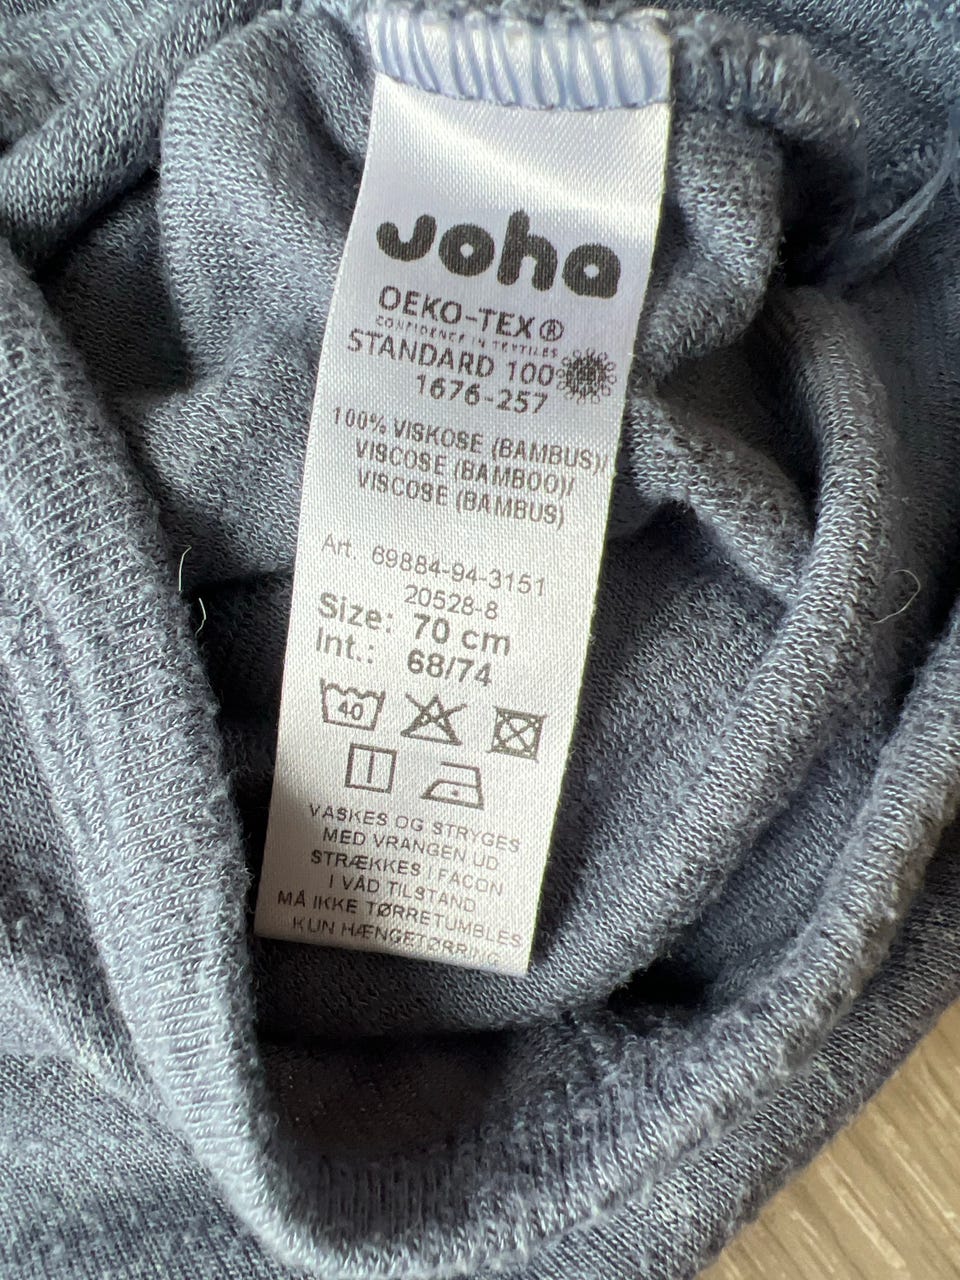 Joha
OEKO-TEX®
CONFIDENCE IN TEXTILES
STANDARD 100
1676-257
100% VISKOSE (BAMBUS)/
VISCOSE (BAMBOO)/
VISCOSE (BAMBUS)
Art. 69884-94-3151
20528-8
Size: 70 cm
Int.: 68/74
40
VASKES OG STRYGES
MED VRANGEN UD
STRÆKKES I FACON
I VÅD TILSTAND
MÅ IKKE TØRRETUMBLES
KUN HÆNGETØRRING